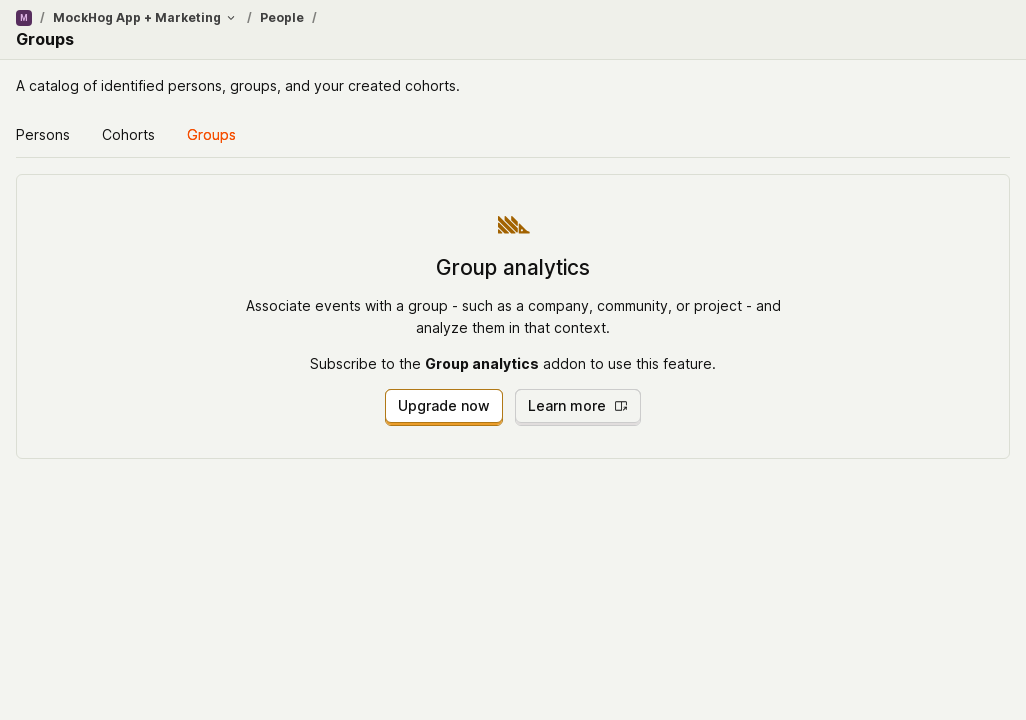 M / MockHog App + Marketing / People /
Groups
A catalog of identified persons, groups, and your created cohorts.
Persons Cohorts Groups
Group analytics
Associate events with a group - such as a company, community, or project - and
analyze them in that context.
Subscribe to the Group analytics addon to use this feature.
Upgrade now Learn more